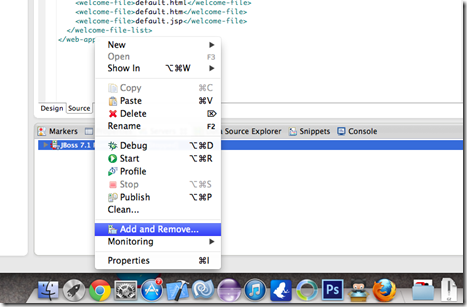 <welcome-file>default.html</welcome-file>
<welcome-file>default.htm</welcome-file>
<welcome-file>default.jsp</welcome-file>
</welcome-file-list>
</web-app
Design Source
New
Open F3
Show In ⌥⌘W
Copy ⌘C
Paste ⌘V
Delete ⌦
Rename F2
Markers Source Explorer Snippets Console
JBoss 7.1
Debug ⌥⌘D
Start ⌥⌘R
Profile
Stop ⌥⌘S
Publish ⌥⌘P
Clean...
Add and Remove...
Monitoring
Properties ⌘I
7
Ps